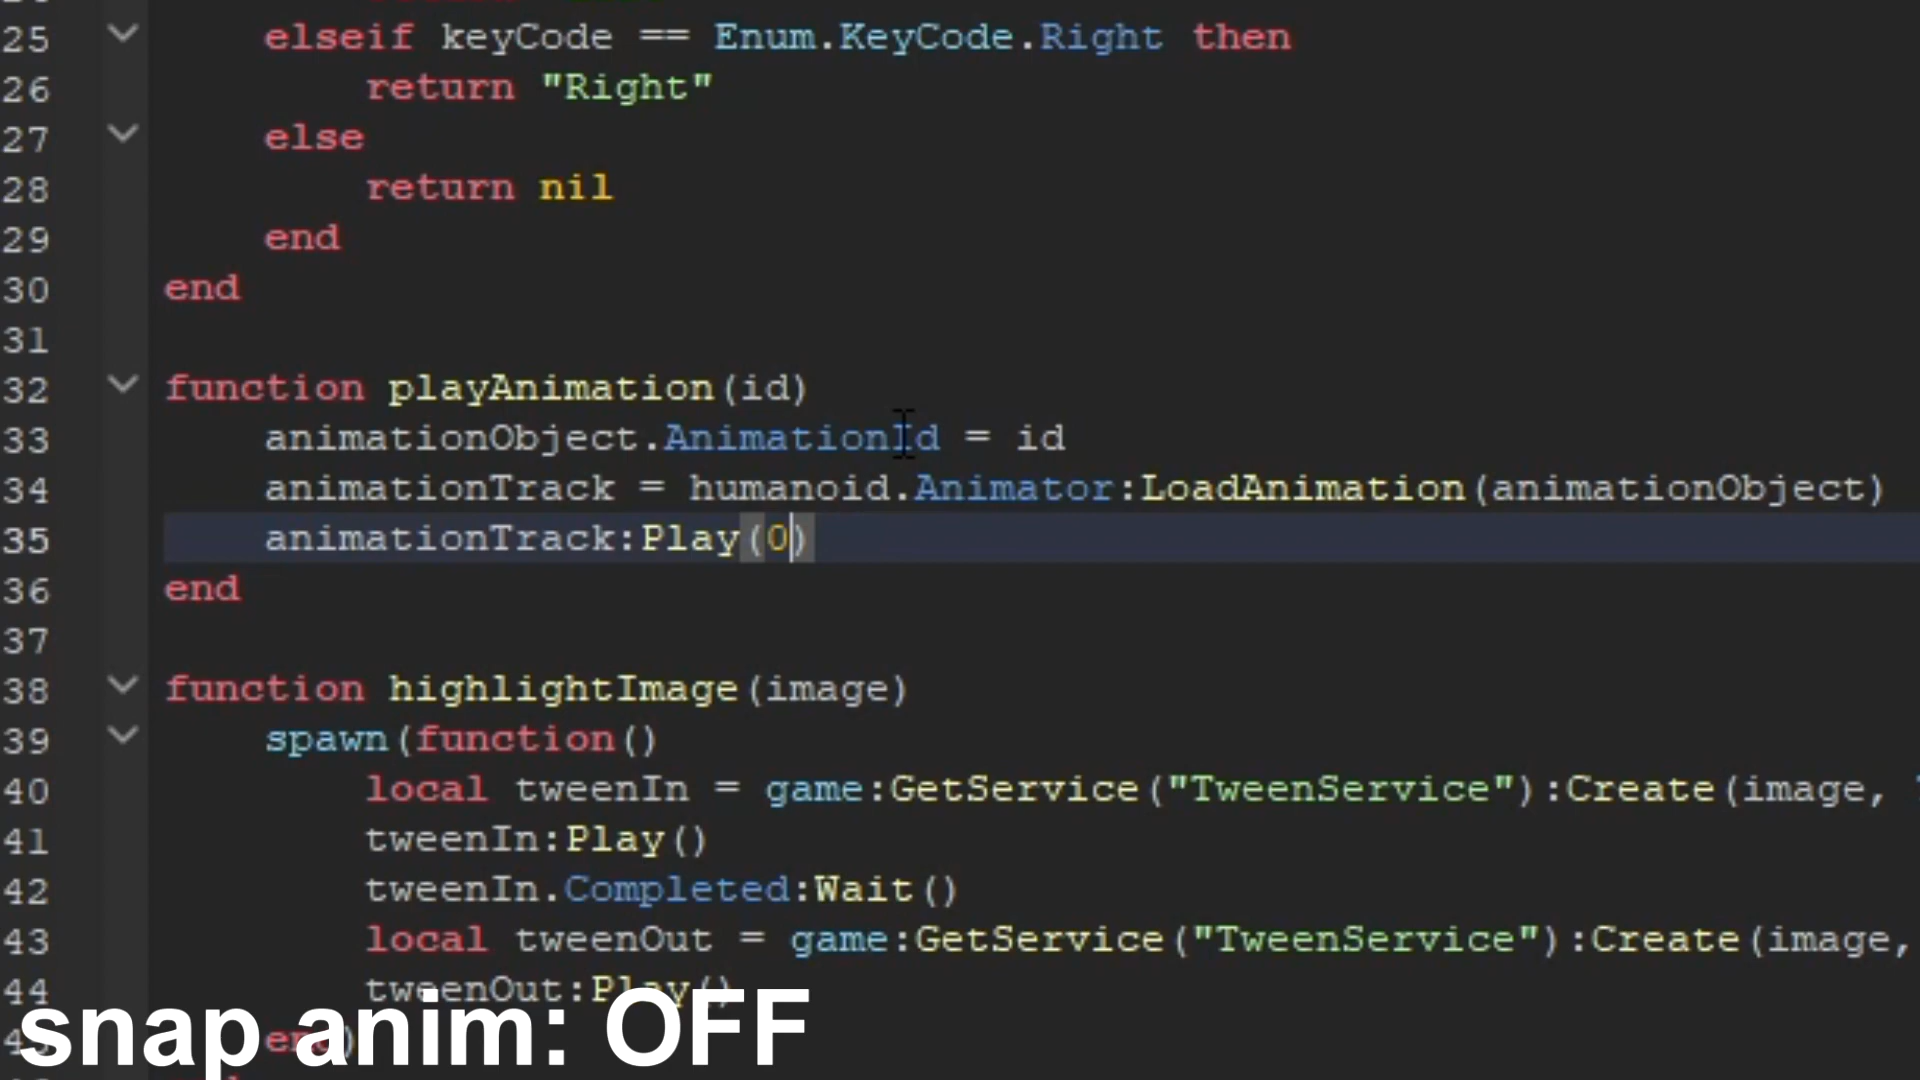 25 elseif keyCode == Enum.KeyCode.Right then
26 return "Right"
27 else
28 return nil
29 end
30 end
31
32 function playAnimation(id)
33 animationObject.AnimationId = id
34 animationTrack = humanoid.Animator:LoadAnimation(animationObject)
35 animationTrack:Play(0)
36 end
37
38 function highlightImage(image)
39 spawn(function()
40 local tweenIn = game:GetService("TweenService"):Create(image,
41 tweenIn:Play()
42 tweenIn.Completed:Wait()
43 local tweenOut = game:GetService("TweenService"):Create(image,
44 tweenOut:Play()
end)
snap anim: OFF